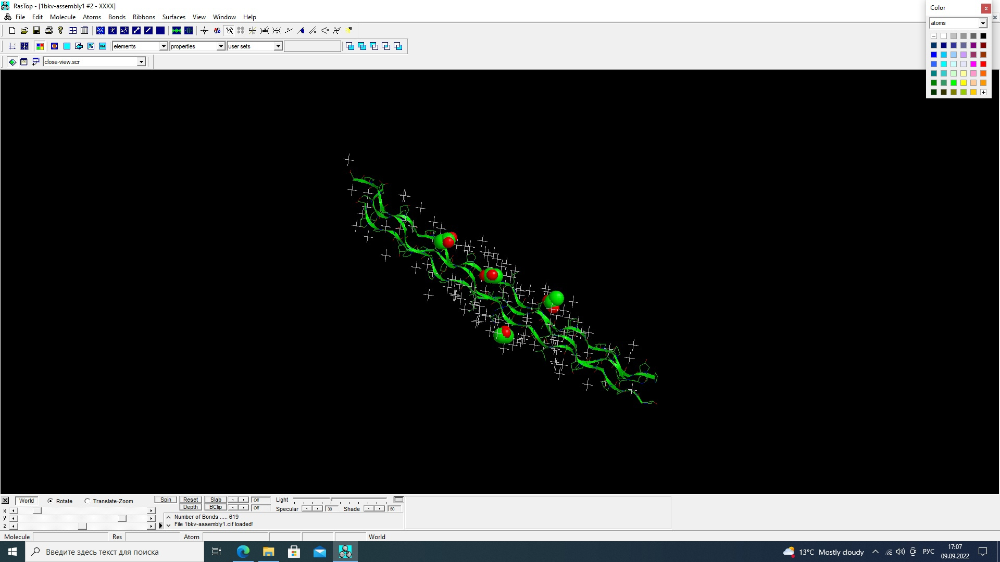 RasTop - [1bkv-assembly1 #2 - XXXX]
File Edit Molecule Atoms Bonds Ribbons Surfaces View Window Help
Color
atoms
elements properties user sets
close-view.scr
World Rotate Translate-Zoom Spin Reset Slab Off Light
Depth BClip Off Specular 30 Shade 50
x
y
z
Number of Bonds ..... 619
File 1bkv-assembly1.cif loaded!
Molecule Res Atom World
Введите здесь текст для поиска
13°C Mostly cloudy
РУС
17:07
09.09.2022